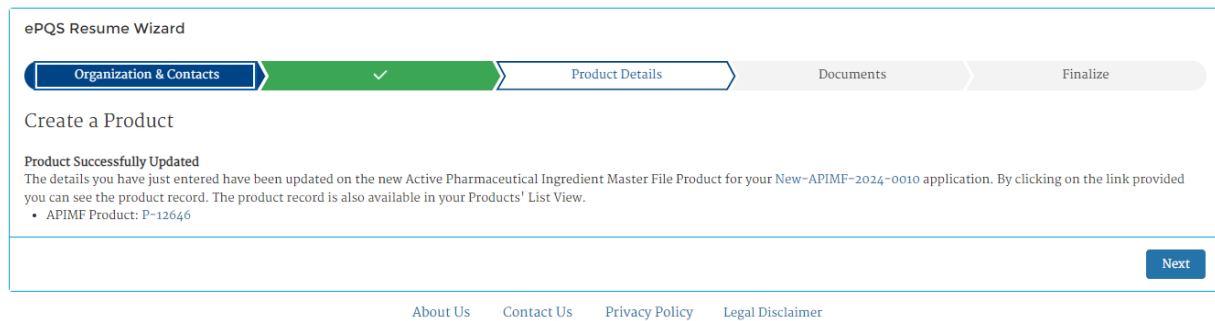 ePQS Resume Wizard
Organization & Contacts
Product Details
Documents
Finalize
Create a Product
Product Successfully Updated
The details you have just entered have been updated on the new Active Pharmaceutical Ingredient Master File Product for your New-APIMF-2024-0010 application. By clicking on the link provided
you can see the product record. The product record is also available in your Products' List View.
• APIMF Product: P-12646
Next
About Us Contact Us Privacy Policy Legal Disclaimer